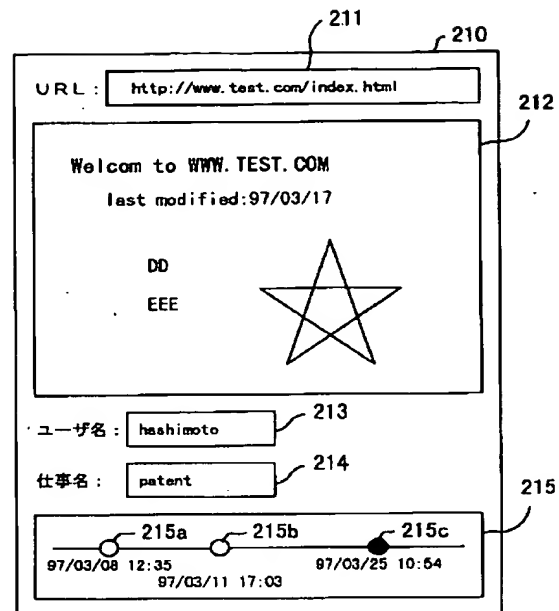 211
210
URL: http://www.test.com/index.html
212
Welcom to WWW.TEST.COM
last modified:97/03/17
DD
EEE
213
ユーザ名: hashimoto
214
仕事名: patent
215
215a 215b 215c
97/03/08 12:35 97/03/25 10:54
97/03/11 17:03